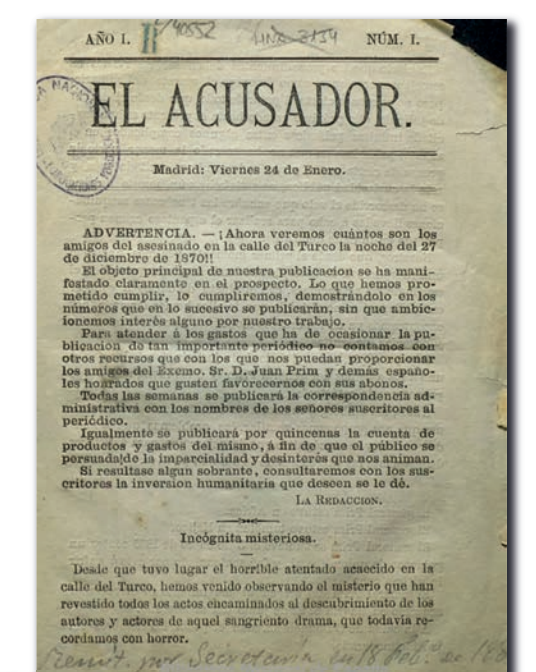 AÑO I.
NÚM. I.
EL ACUSADOR.
Madrid: Viernes 24 de Enero.
ADVERTENCIA. — ¡Ahora veremos cuántos son los
amigos del asesinado en la calle del Turco la noche del 27
de diciembre de 1870!!
El objeto principal de nuestra publicacion se ha mani-
festado claramente en el prospecto. Lo que hemos pro-
metido cumplir, lo cumpliremos, demostrándolo en los
números que en lo sucesivo se publicarán, sin que ambic-
ionemos interés alguno por nuestro trabajo.
Para atender á los gastos que ha de ocasionar la pu-
blicacion de tan importante periódico no contamos con
otros recursos que con los que nos puedan proporcionar
los amigos del Excmo. Sr. D. Juan Prim y demás españo-
les honrados que gusten favorecernos con sus abonos.
Todas las semanas se publicará la correspondencia ad-
ministrativa con los nombres de los señores suscritores al
periódico.
Igualmente se publicará por quincenas la cuenta de
productos y gastos del mismo, á fin de que el público se
persuada de la imparcialidad y desinterés que nos animan.
Si resultase algun sobrante, consultaremos con los sus-
critores la inversion humanitaria que deseen se le dé.
LA REDACCION.
Incógnita misteriosa.
Desde que tuvo lugar el horrible atentado acaecido en la
calle del Turco, hemos venido observando el misterio que han
revestido todos los actos encaminados al descubrimiento de los
autores y actores de aquel sangriento drama, que todavía re-
cordamos con horror.
por Secretaria en 18 Feb.º de